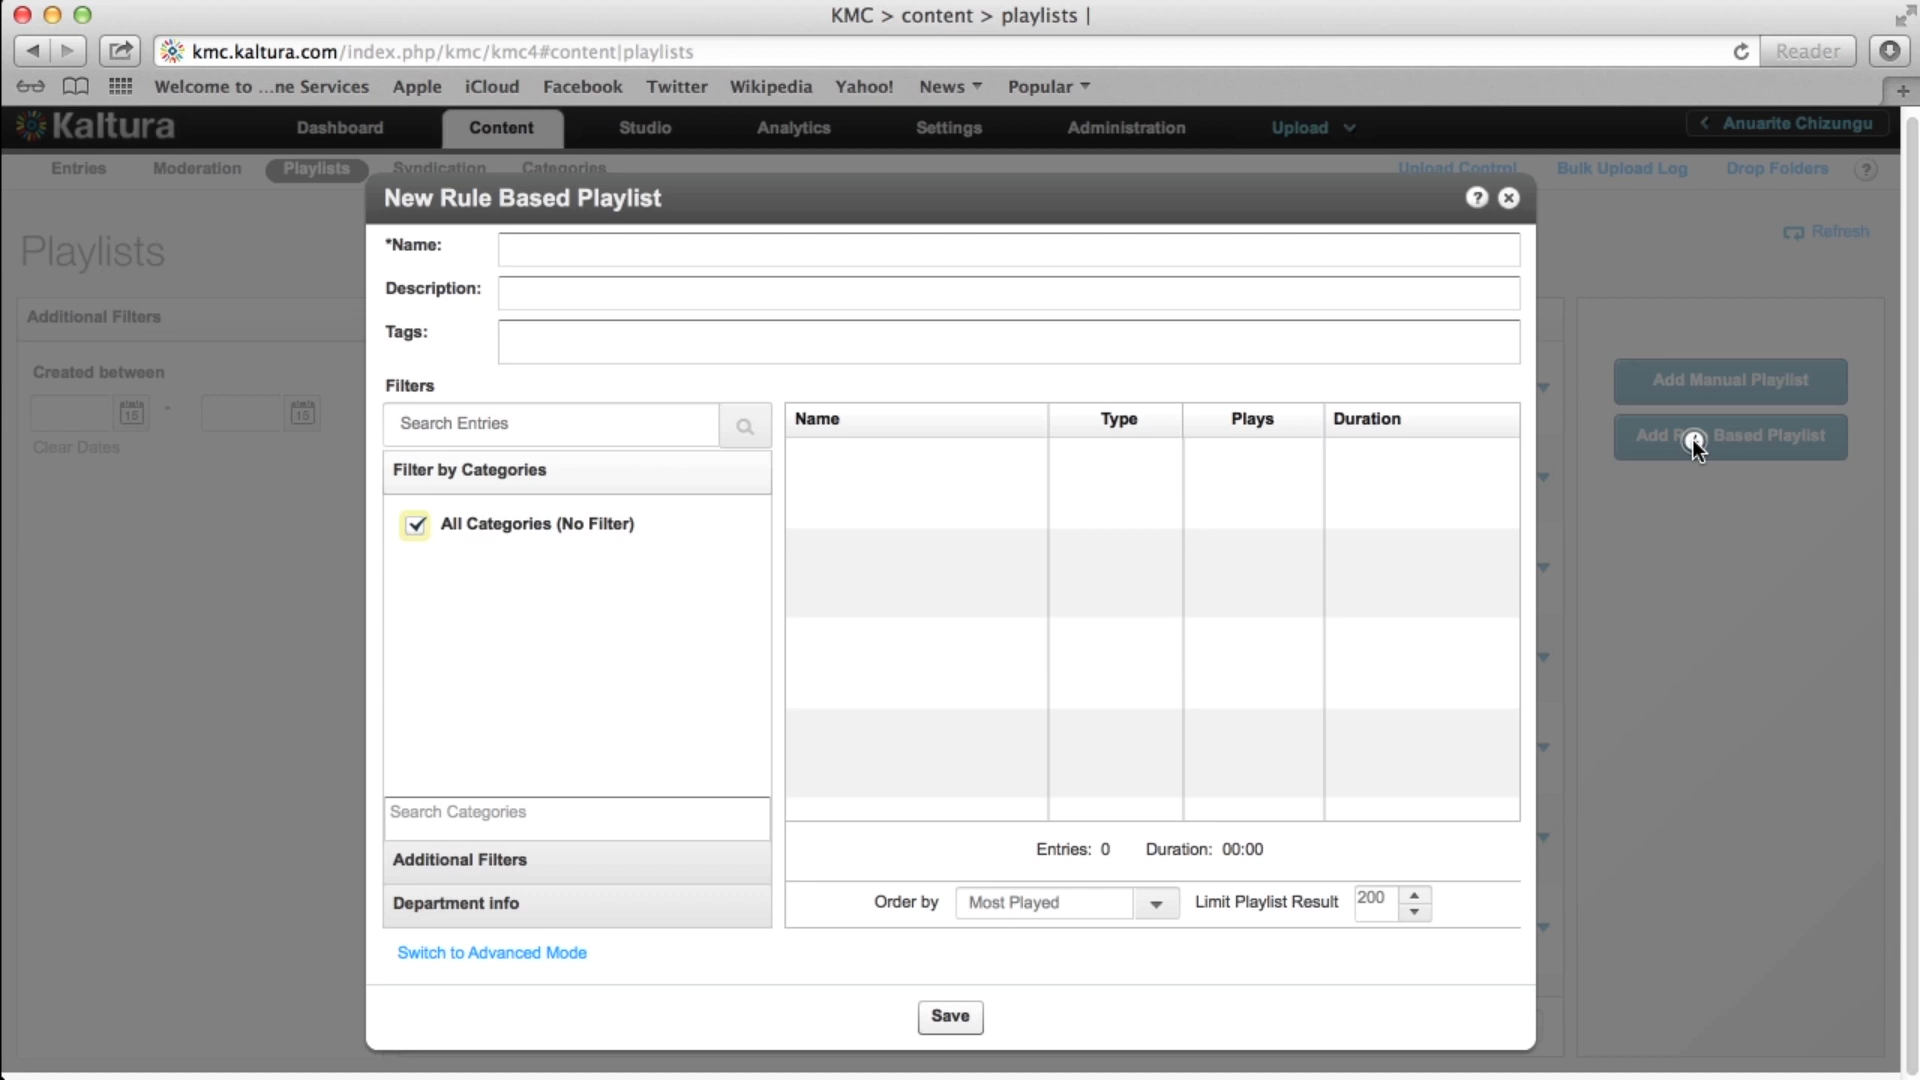 KMC > content > playlists |
kmc.kaltura.com/index.php/kmc/kmc4#content|playlists
Reader
Welcome to ...ne Services Apple iCloud Facebook Twitter Wikipedia Yahoo! News Popular
Kaltura Dashboard Content Studio Analytics Settings Administration Upload < Anuarite Chizungu
Entries Moderation Playlists Syndication Categories Upload Control Bulk Upload Log Drop Folders ?
New Rule Based Playlist ?
Playlists
Refresh
*Name:
Description:
Tags:
Additional Filters
Created between
15 - 15
Clear Dates
Add Manual Playlist
Add Based Playlist
Filters
Search Entries
Name Type Plays Duration
Filter by Categories
All Categories (No Filter)
Search Categories
Additional Filters
Department info
Entries: 0 Duration: 00:00
Order by Most Played Limit Playlist Result 200
Switch to Advanced Mode
Save